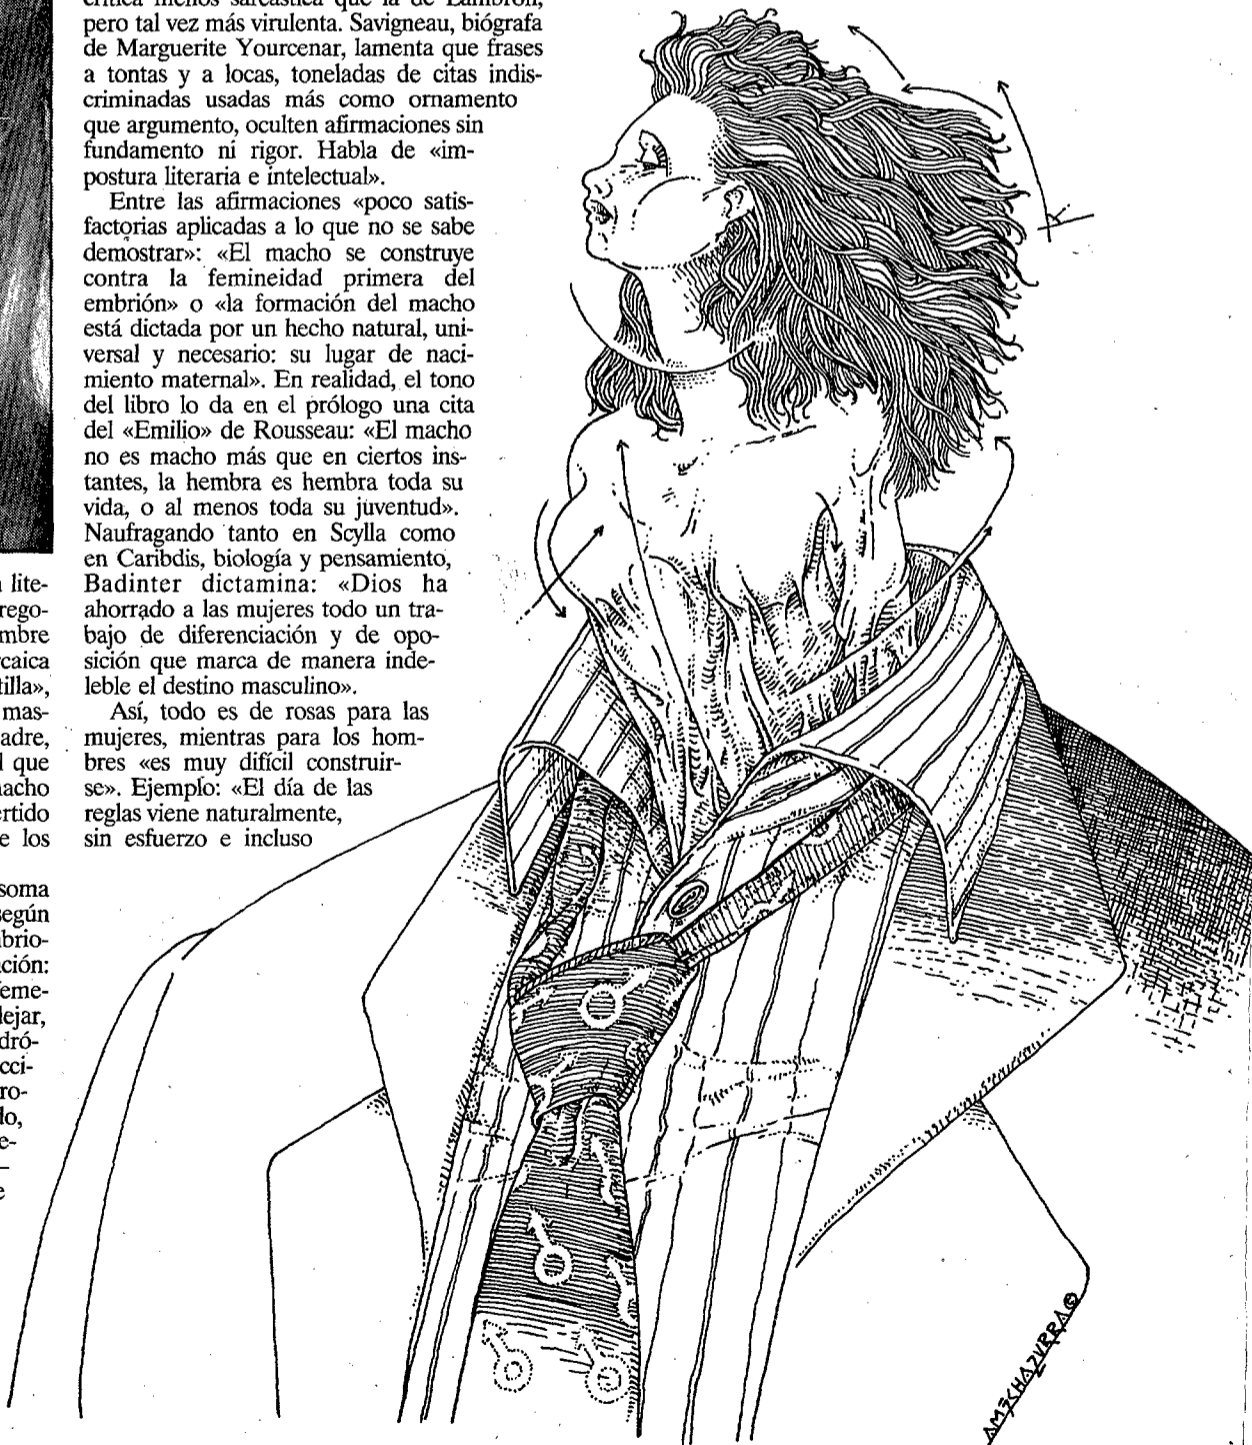 pero tal vez más virulenta. Savigneau, biógrafa
de Marguerite Yourcenar, lamenta que frases
a tontas y a locas, toneladas de citas indis-
criminadas usadas más como ornamento
que argumento, oculten afirmaciones sin
fundamento ni rigor. Habla de «im-
postura literaria e intelectual».
Entre las afirmaciones «poco satis-
factorias aplicadas a lo que no se sabe
demostrar»: «El macho se construye
contra la femineidad primera del
embrión» o «la formación del macho
está dictada por un hecho natural, uni-
versal y necesario: su lugar de naci-
miento maternal». En realidad, el tono
del libro lo da en el prólogo una cita
del «Emilio» de Rousseau: «El macho
no es macho más que en ciertos ins-
tantes, la hembra es hembra toda su
vida, o al menos toda su juventud».
Naufragando tanto en Scylla como
en Caribdis, biología y pensamiento,
Badinter dictamina: «Dios ha
ahorrado a las mujeres todo un tra-
bajo de diferenciación y de opo-
sición que marca de manera inde-
leble el destino masculino».
Así, todo es de rosas para las
mujeres, mientras para los hom-
bres «es muy difícil construir-
se». Ejemplo: «El día de las
reglas viene naturalmente,
sin esfuerzo e incluso
lite-
rego-
mbre
caica
tilla»,
mas-
adre,
que
acho
ertido
los
soma
según
brio-
ción:
eme-
lejar,
dró-
cci-
ro-
lo,
e-
AMECHAZURRA ©